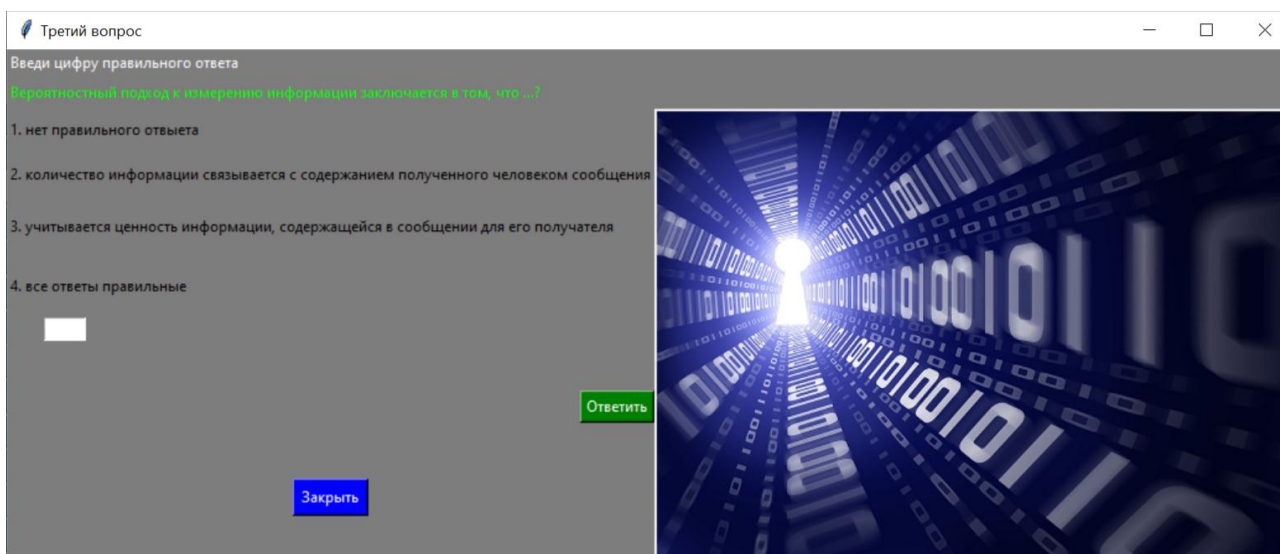 Третий вопрос
Введи цифру правильного ответа
Вероятностный подход к измерению информации заключается в том, что ...?
1. нет правильного отвыета
2. количество информации связывается с содержанием полученного человеком сообщения
3. учитывается ценность информации, содержащейся в сообщении для его получателя
4. все ответы правильные
Ответить
Закрыть